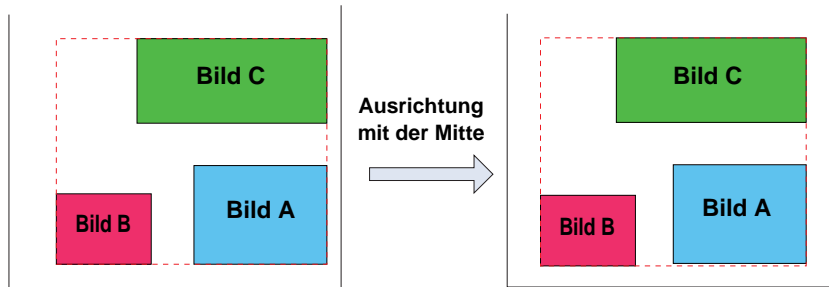 Bild C
Bild B
Bild A
Ausrichtung
mit der Mitte
Bild C
Bild B
Bild A